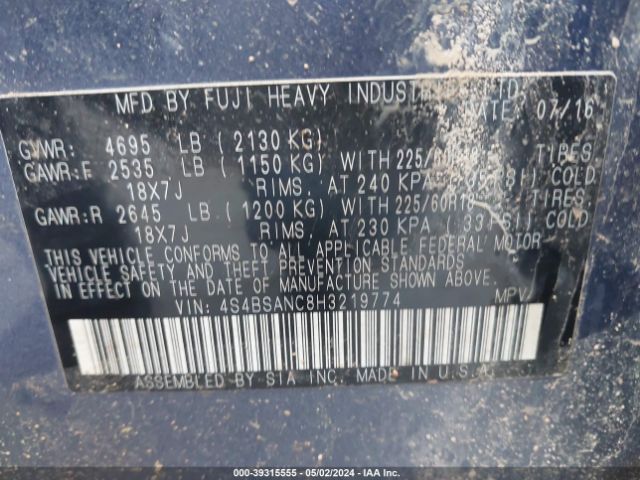 MFD BY FUJI HEAVY INDUSTRIES LTD.
DATE: 07/16
GVWR: 4695 LB (2130 KG)
GAWR:F 2535 LB (1150 KG) WITH 225/60R18 TIRES
18X7J RIMS, AT 240 KPA COLD
GAWR:R 2645 LB (1200 KG) WITH 225/60R18 TIRES
18X7J RIMS, AT 230 KPA COLD
THIS VEHICLE CONFORMS TO ALL APPLICABLE FEDERAL MOTOR
VEHICLE SAFETY AND THEFT PREVENTION STANDARDS
IN EFFECT ON THE DATE OF MANUFACTURE SHOWN ABOVE.
VIN: 4S4BSANC8H3219774 MPV
ASSEMBLED BY SIA INC. MADE IN U.S.A.
000-39315555 - 05/02/2024 - IAA Inc.